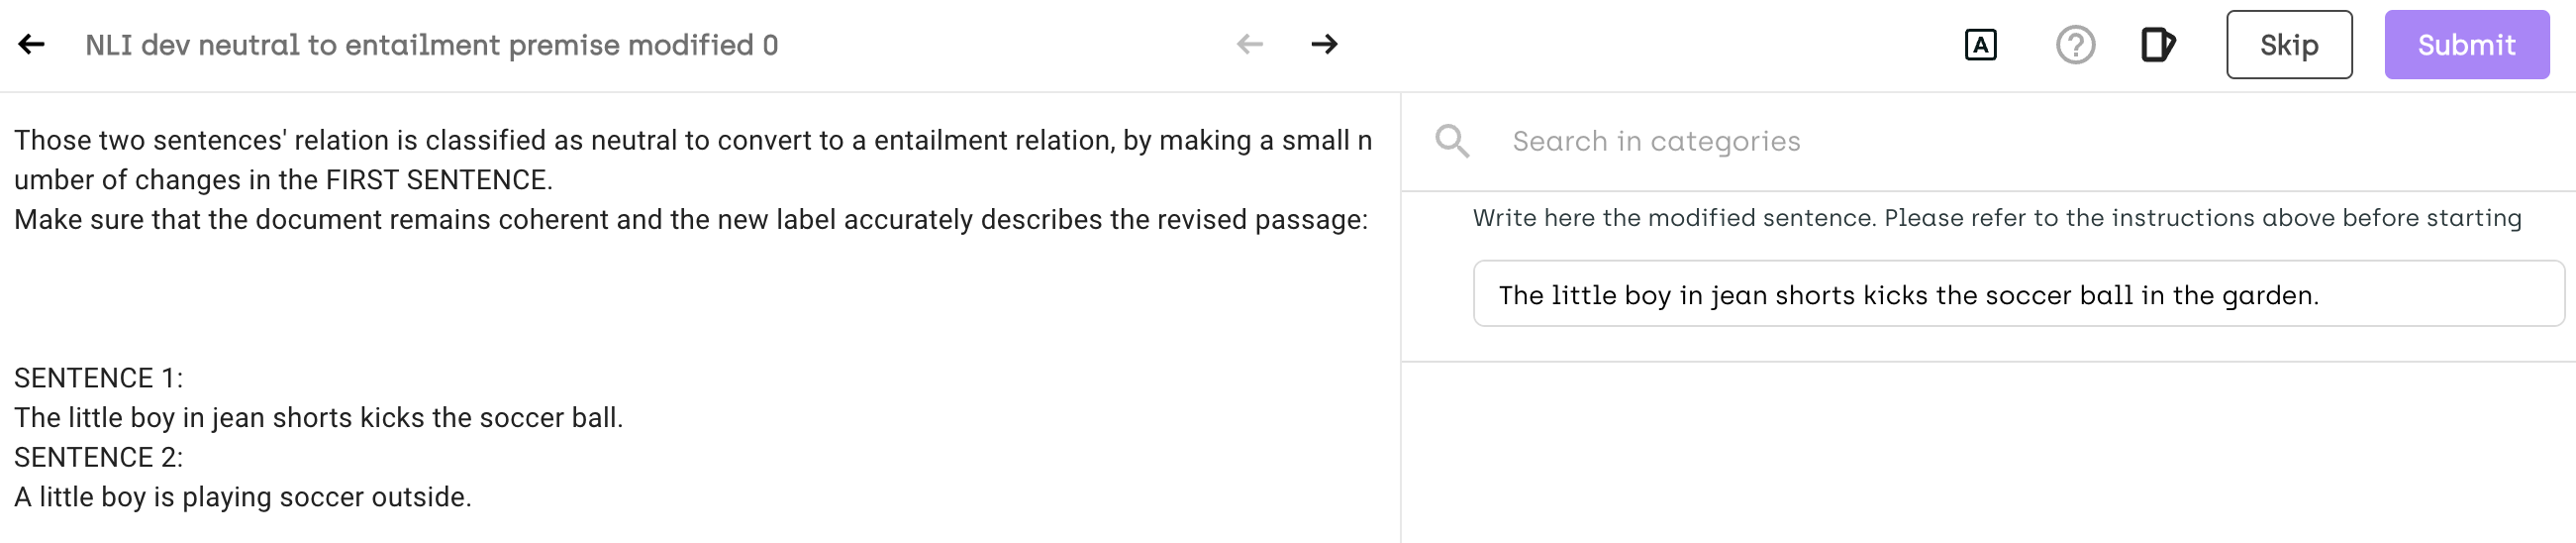 NLI dev neutral to entailment premise modified 0
A
?
Skip
Submit
Those two sentences' relation is classified as neutral to convert to a entailment relation, by making a small n
umber of changes in the FIRST SENTENCE.
Make sure that the document remains coherent and the new label accurately describes the revised passage:
SENTENCE 1:
The little boy in jean shorts kicks the soccer ball.
SENTENCE 2:
A little boy is playing soccer outside.
Search in categories
Write here the modified sentence. Please refer to the instructions above before starting
The little boy in jean shorts kicks the soccer ball in the garden.